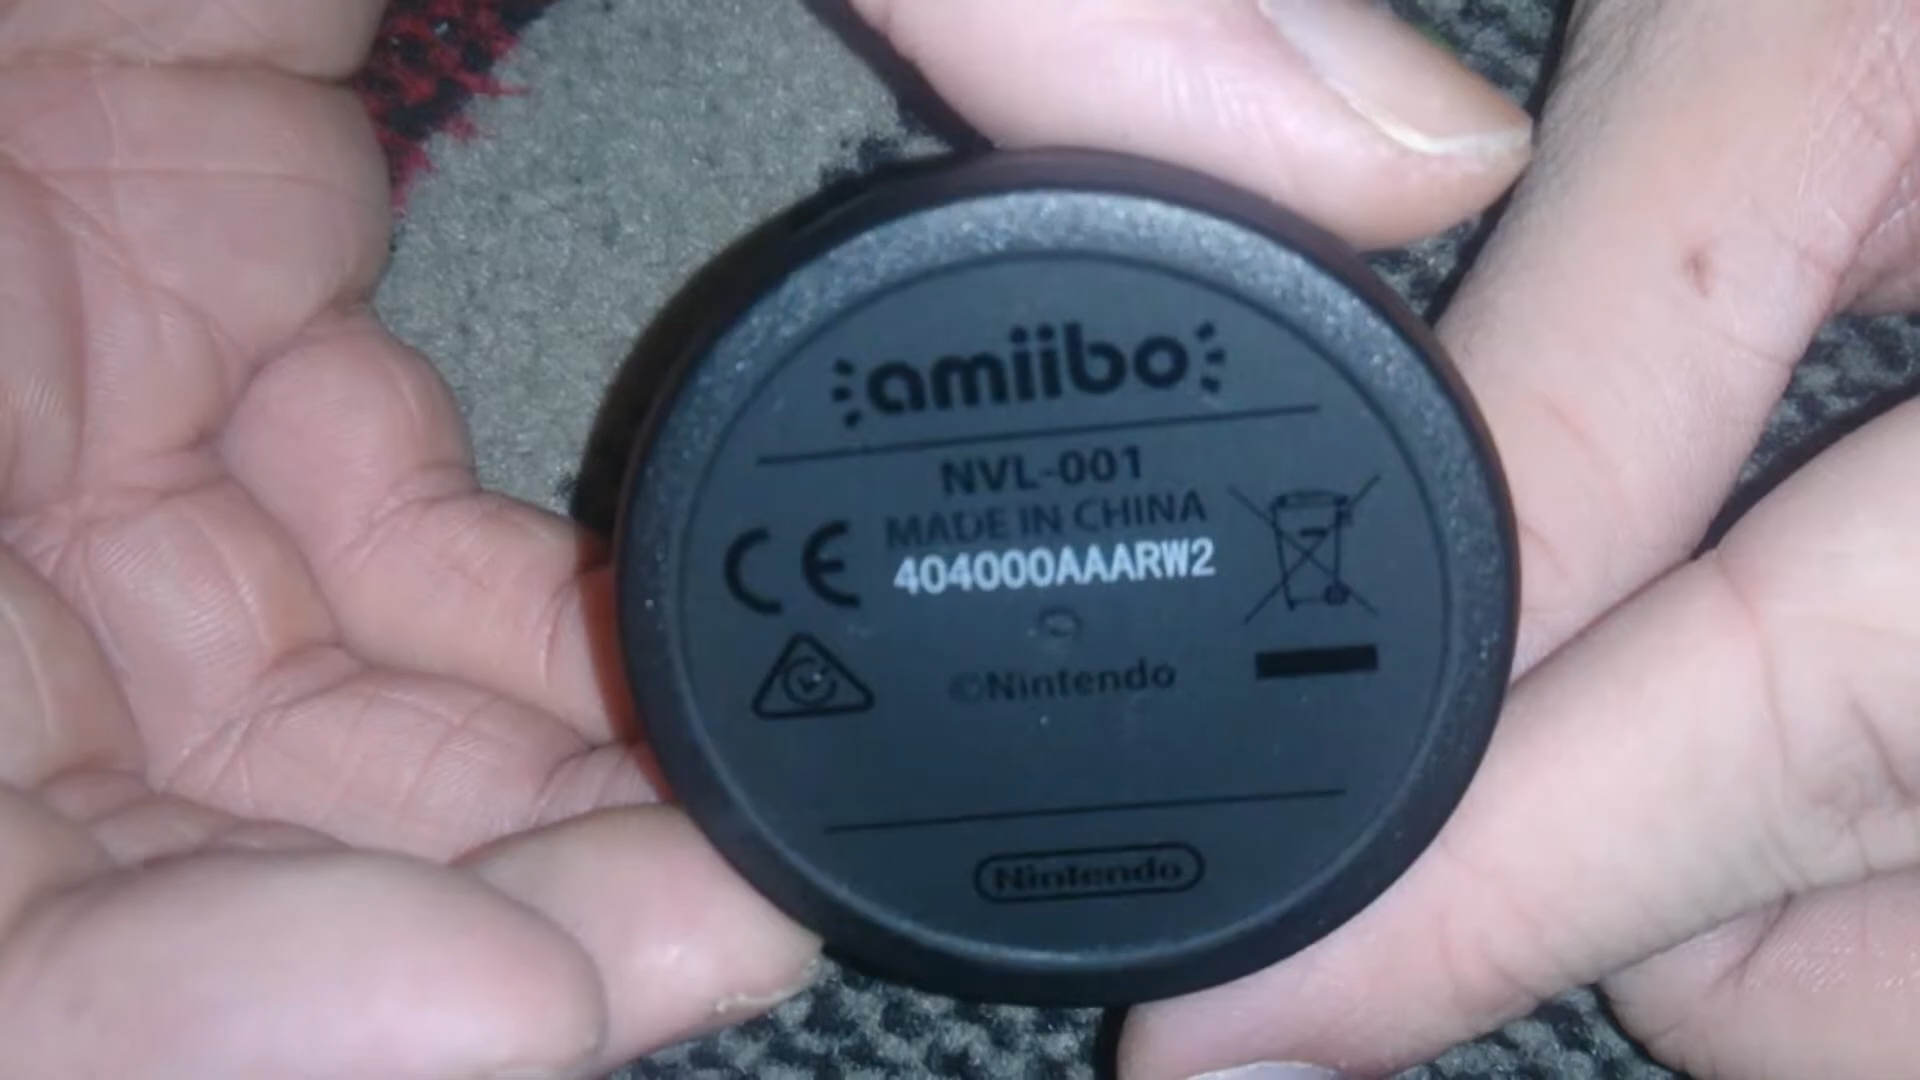 amiibo
NVL-001
MADE IN CHINA
CE
404000AAARW2
©Nintendo
Nintendo